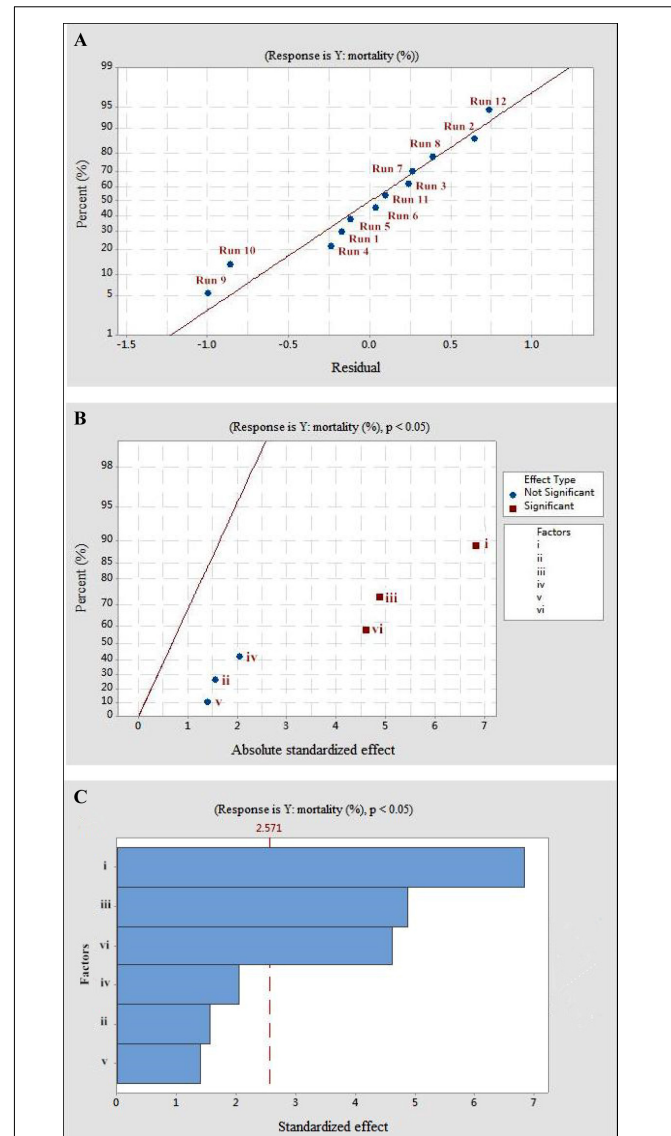 A
(Response is Y: mortality (%))
99
95
90
80
70
60
50
40
30
20
10
5
1
Percent (%)
Run 12
Run 2
Run 8
Run 7
Run 3
Run 11
Run 6
Run 5
Run 1
Run 4
Run 10
Run 9
-1.5 -1.0 -0.5 0.0 0.5 1.0
Residual
B
(Response is Y: mortality (%), p < 0.05)
98
95
90
85
80
70
60
50
40
30
20
10
0
Percent (%)
i
iii
vi
iv
ii
v
0 1 2 3 4 5 6 7
Absolute standardized effect
Effect Type
Not Significant
Significant
Factors
i
ii
iii
iv
v
vi
C
(Response is Y: mortality (%), p < 0.05)
2.571
Factors
i
iii
vi
iv
ii
v
0 1 2 3 4 5 6 7
Standardized effect